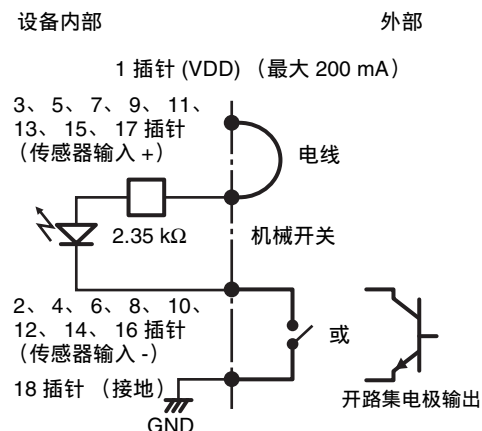 设备内部
外部
1 插针 (VDD) （最大 200 mA）
3、 5、 7、 9、 11、
13、 15、 17 插针
（传感器输入 +）
电线
2.35 kΩ
机械开关
2、 4、 6、 8、 10、
12、 14、 16 插针
（传感器输入 -）
或
18 插针 （接地）
开路集电极输出
GND